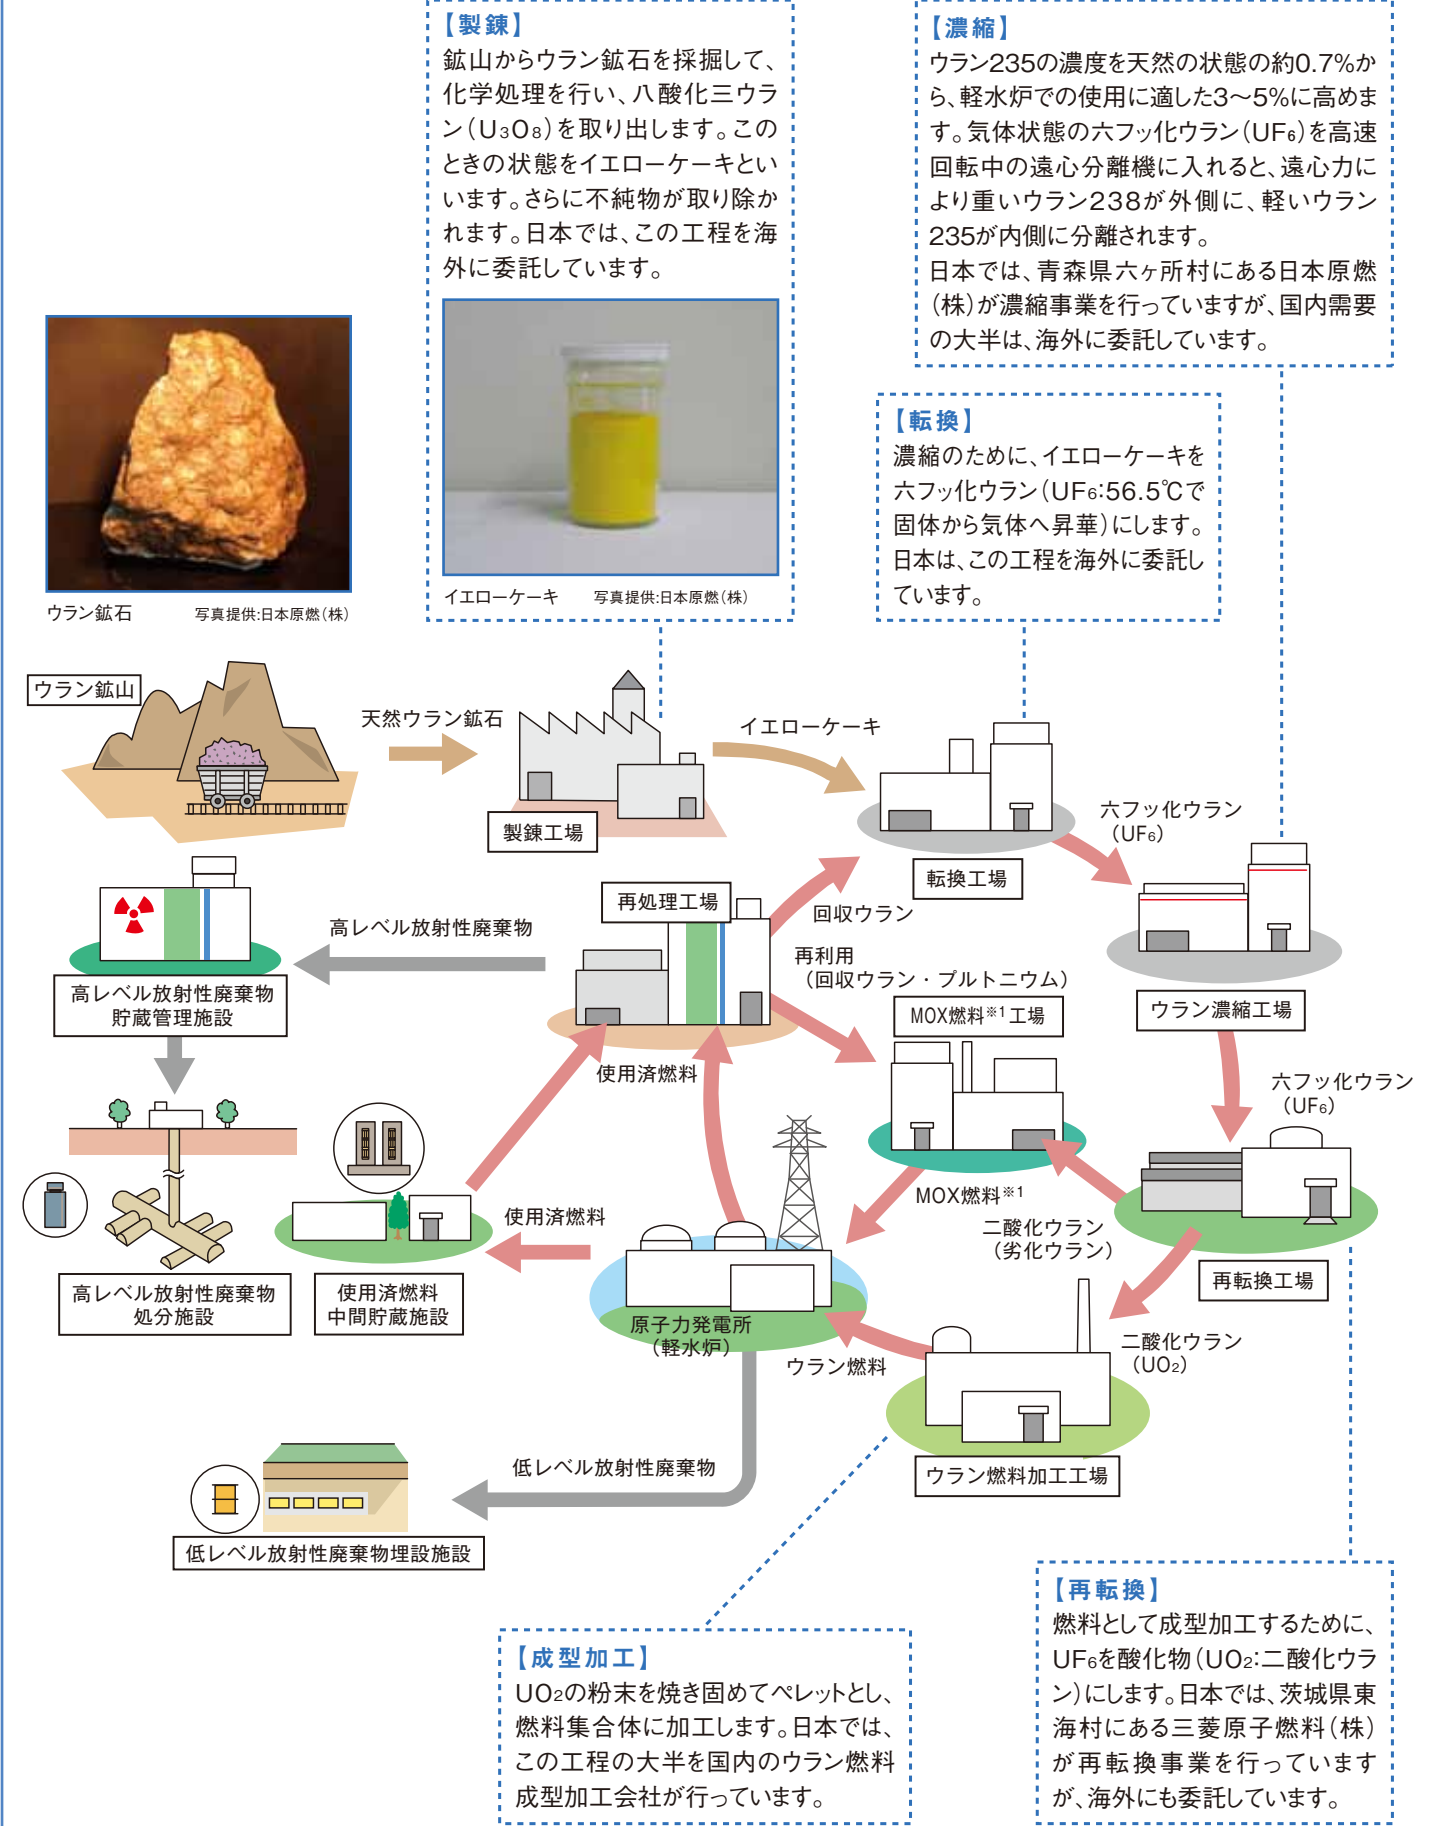 【製錬】
鉱山からウラン鉱石を採掘して、
化学処理を行い、八酸化三ウラ
ン（U₃O₈）を取り出します。この
ときの状態をイエローケーキとい
います。さらに不純物が取り除か
れます。日本では、この工程を海
外に委託しています。
イエローケーキ　写真提供:日本原燃（株）
【濃縮】
ウラン235の濃度を天然の状態の約0.7%か
ら、軽水炉での使用に適した3〜5%に高めま
す。気体状態の六フッ化ウラン（UF₆）を高速
回転中の遠心分離機に入れると、遠心力に
より重いウラン238が外側に、軽いウラン
235が内側に分離されます。
日本では、青森県六ヶ所村にある日本原燃
（株）が濃縮事業を行っていますが、国内需要
の大半は、海外に委託しています。
ウラン鉱石　写真提供:日本原燃（株）
【転換】
濃縮のために、イエローケーキを
六フッ化ウラン（UF₆:56.5℃で
固体から気体へ昇華）にします。
日本は、この工程を海外に委託し
ています。
ウラン鉱山
天然ウラン鉱石
製錬工場
イエローケーキ
転換工場
六フッ化ウラン
（UF₆）
再処理工場
回収ウラン
高レベル放射性廃棄物
再利用
（回収ウラン・プルトニウム）
高レベル放射性廃棄物
貯蔵管理施設
MOX燃料※1工場
ウラン濃縮工場
使用済燃料
六フッ化ウラン
（UF₆）
MOX燃料※1
使用済燃料
二酸化ウラン
（劣化ウラン）
高レベル放射性廃棄物
処分施設
使用済燃料
中間貯蔵施設
再転換工場
原子力発電所
（軽水炉）
二酸化ウラン
（UO₂）
ウラン燃料
低レベル放射性廃棄物
ウラン燃料加工工場
低レベル放射性廃棄物埋設施設
【成型加工】
UO₂の粉末を焼き固めてペレットとし、
燃料集合体に加工します。日本では、
この工程の大半を国内のウラン燃料
成型加工会社が行っています。
【再転換】
燃料として成型加工するために、
UF₆を酸化物（UO₂:二酸化ウラ
ン）にします。日本では、茨城県東
海村にある三菱原子燃料（株）
が再転換事業を行っています
が、海外にも委託しています。